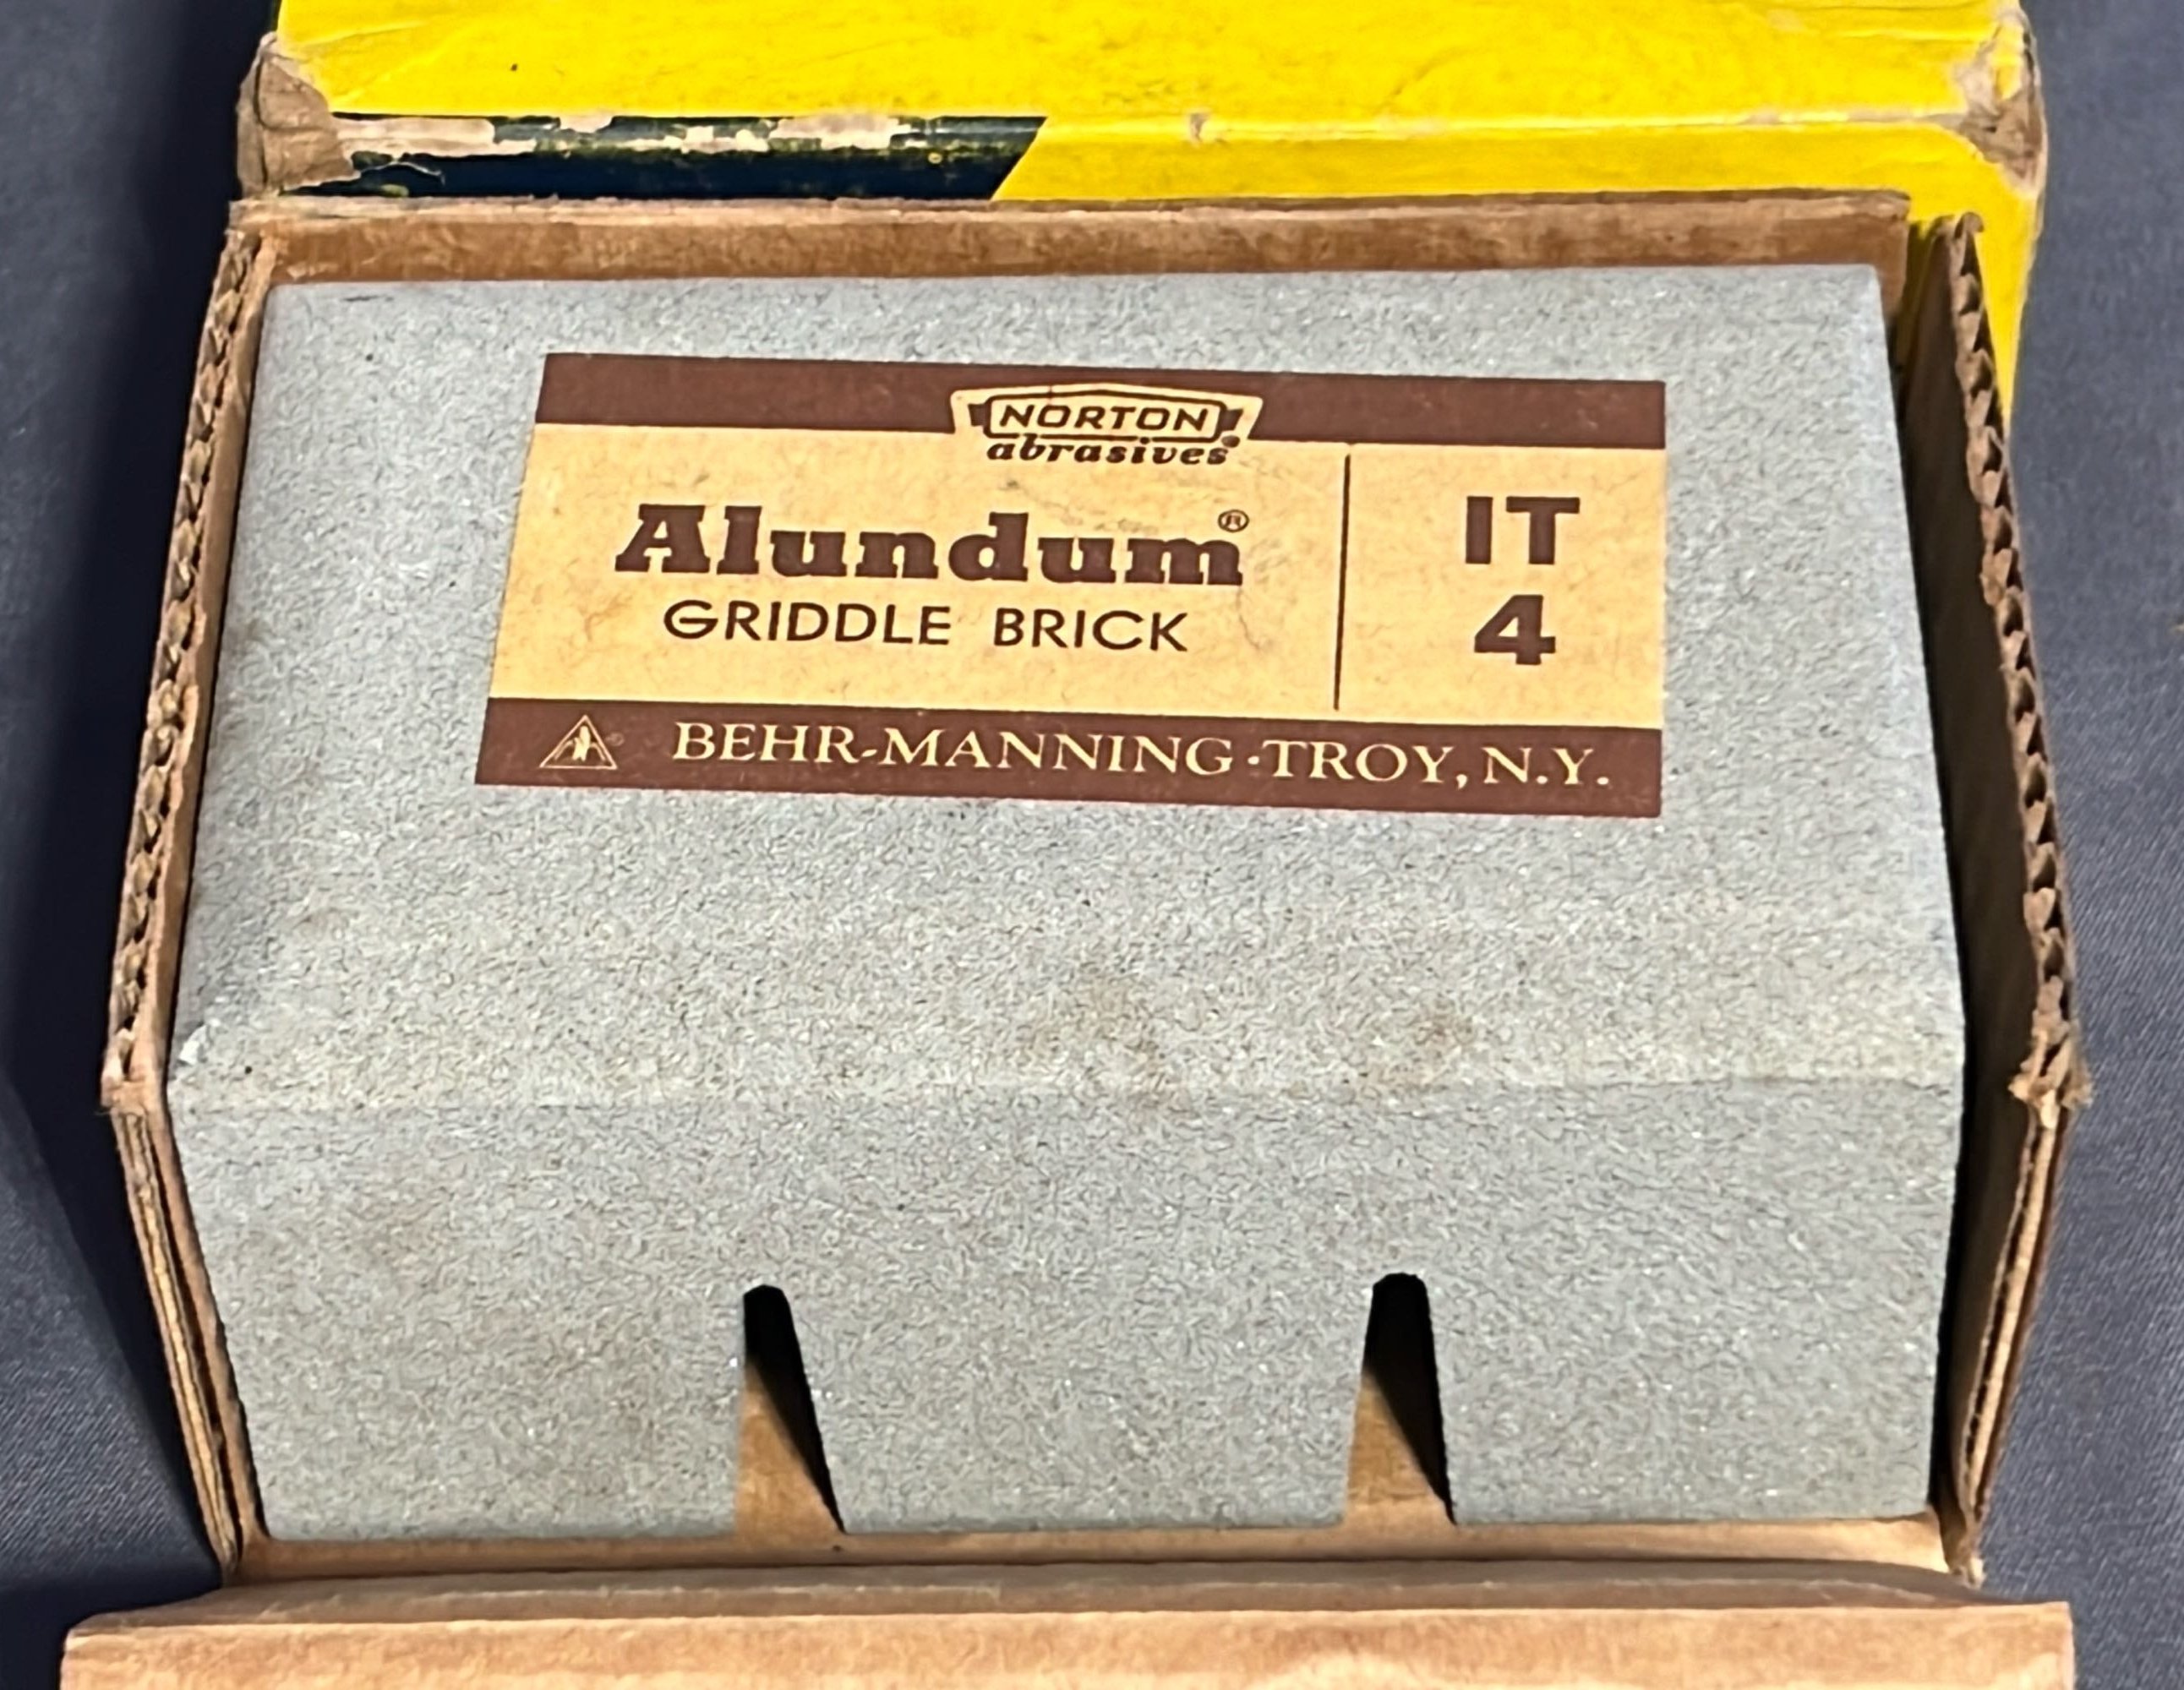 NORTON
abrasives
Alundum®
GRIDDLE BRICK
IT
4
BEHR-MANNING·TROY, N.Y.